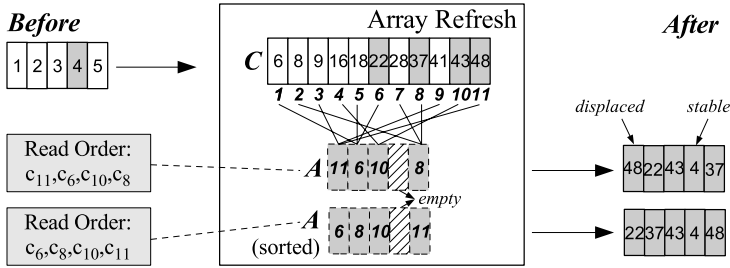 Before
Array Refresh
After
1 2 3 4 5
C 6 8 9 16 18 22 28 37 41 43 48
1 2 3 4 5 6 7 8 9 10 11
displaced stable
Read Order:
c11,c6,c10,c8
A 11 6 10 8
48 22 43 4 37
empty
Read Order:
c6,c8,c10,c11
A
(sorted)
6 8 10 11
22 37 43 4 48